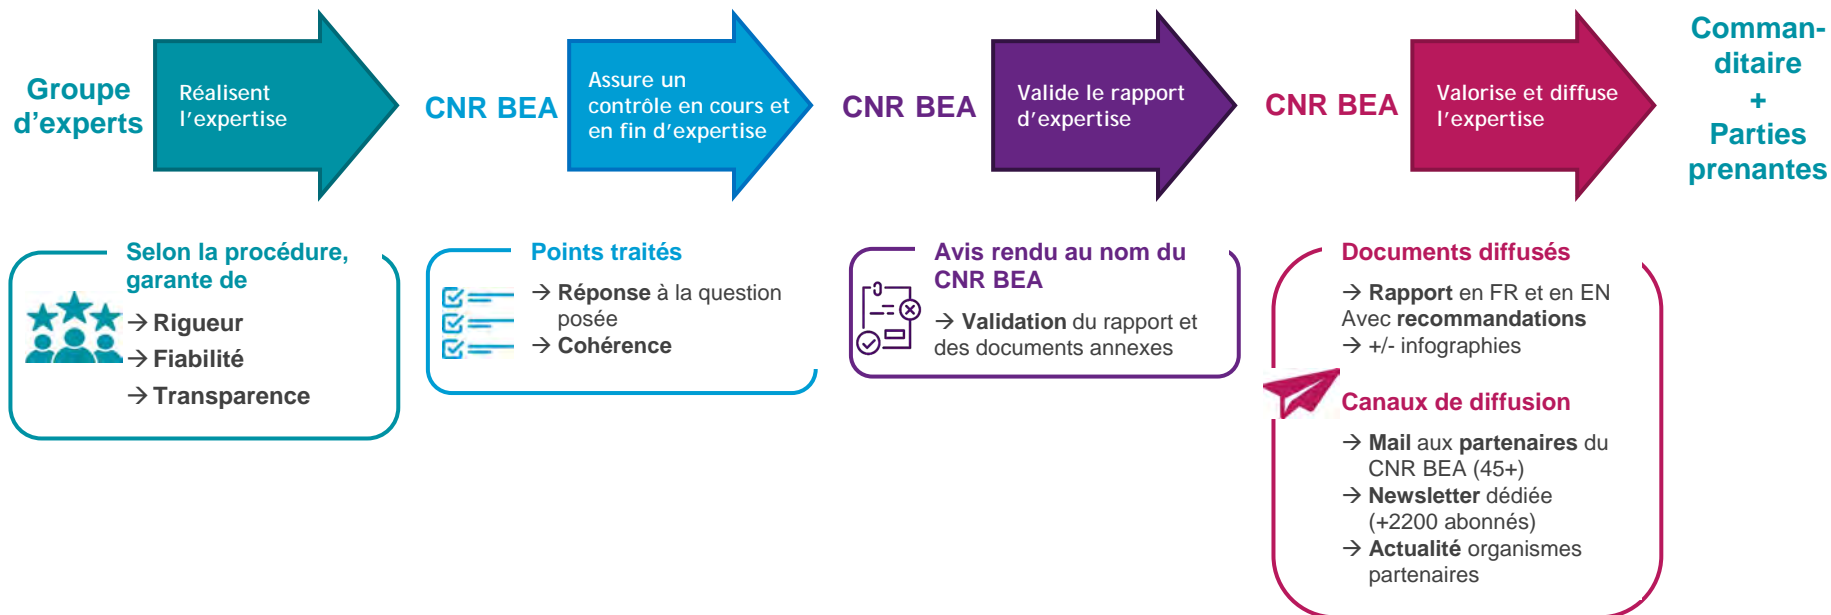 Groupe
d'experts
Réalisent
l'expertise
CNR BEA
Assure un
contrôle en cours et
en fin d'expertise
CNR BEA
Valide le rapport
d'expertise
CNR BEA
Valorise et diffuse
l'expertise
Comman-
ditaire
+
Parties
prenantes
Selon la procédure,
garante de
→ Rigueur
→ Fiabilité
→ Transparence
Points traités
→ Réponse à la question
posée
→ Cohérence
Avis rendu au nom du
CNR BEA
→ Validation du rapport et
des documents annexes
Documents diffusés
→ Rapport en FR et en EN
Avec recommandations
→ +/- infographies
Canaux de diffusion
→ Mail aux partenaires du
CNR BEA (45+)
→ Newsletter dédiée
(+2200 abonnés)
→ Actualité organismes
partenaires